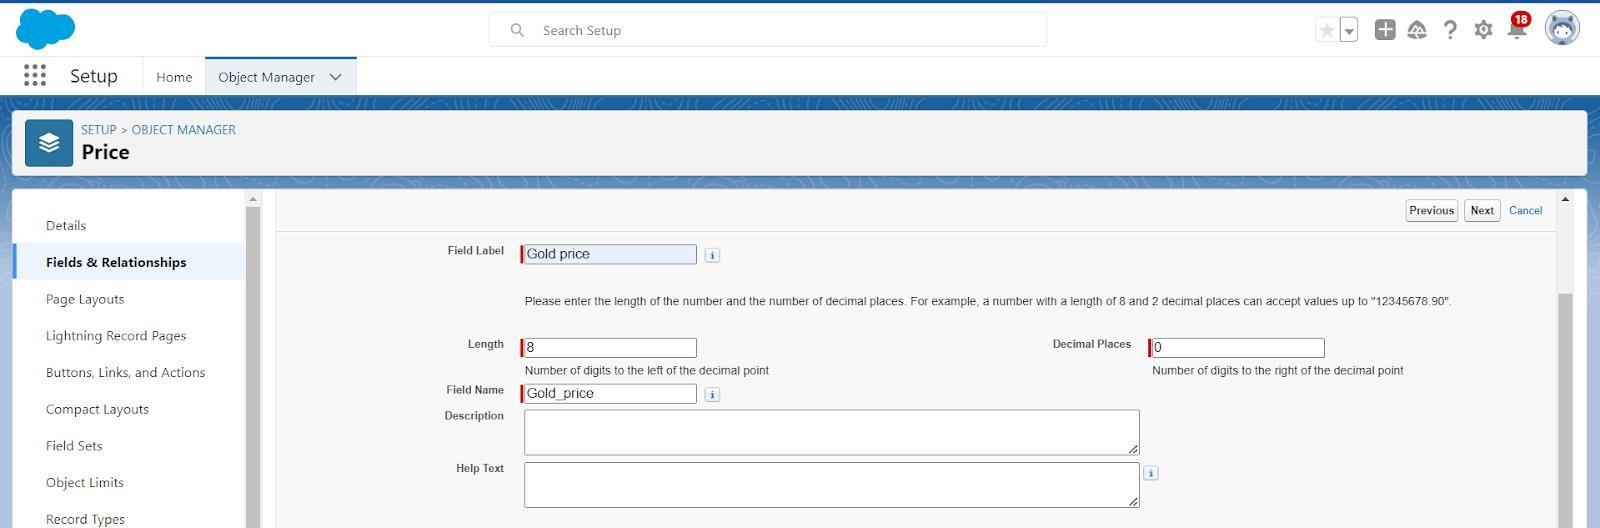 Search Setup
18
Setup
Home
Object Manager
SETUP > OBJECT MANAGER
Price
Details
Fields & Relationships
Page Layouts
Lightning Record Pages
Buttons, Links, and Actions
Compact Layouts
Field Sets
Object Limits
Record Types
Previous Next Cancel
Field Label Gold price i
Please enter the length of the number and the number of decimal places. For example, a number with a length of 8 and 2 decimal places can accept values up to "12345678.90".
Length 8 Decimal Places 0
Number of digits to the left of the decimal point Number of digits to the right of the decimal point
Field Name Gold_price i
Description
Help Text i